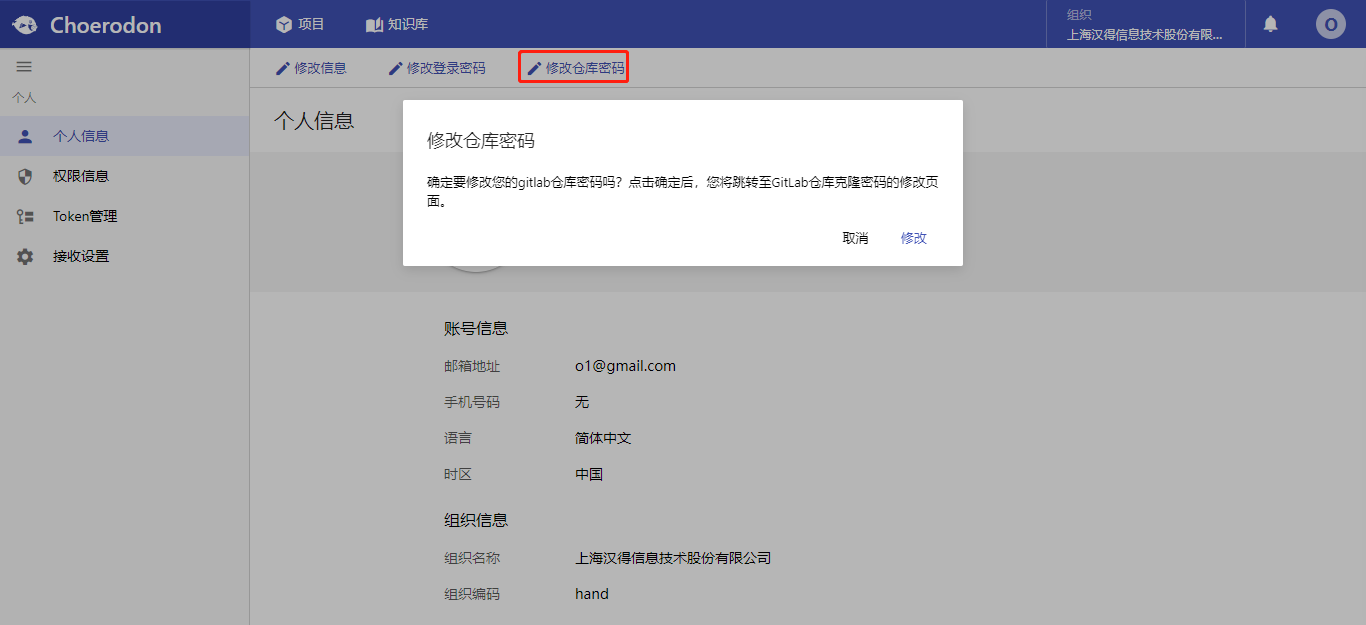 Choerodon
项目
知识库
组织
上海汉得信息技术股份有限...
O
修改信息
修改登录密码
修改仓库密码
个人
个人信息
权限信息
Token管理
接收设置
个人信息
修改仓库密码
确定要修改您的gitlab仓库密码吗？点击确定后，您将跳转至GitLab仓库克隆密码的修改页
面。
取消
修改
账号信息
邮箱地址 o1@gmail.com
手机号码 无
语言 简体中文
时区 中国
组织信息
组织名称 上海汉得信息技术股份有限公司
组织编码 hand